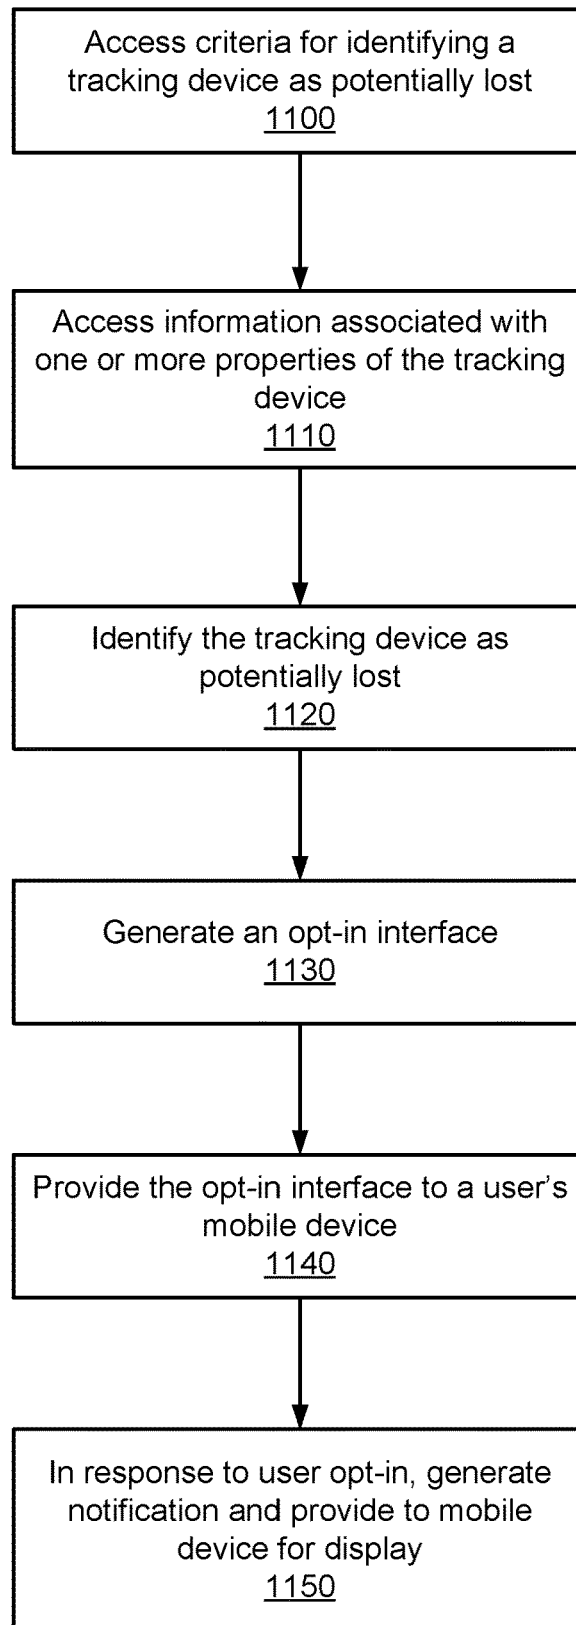 Access criteria for identifying a
tracking device as potentially lost
1100
Access information associated with
one or more properties of the tracking
device
1110
Identify the tracking device as
potentially lost
1120
Generate an opt-in interface
1130
Provide the opt-in interface to a user's
mobile device
1140
In response to user opt-in, generate
notification and provide to mobile
device for display
1150